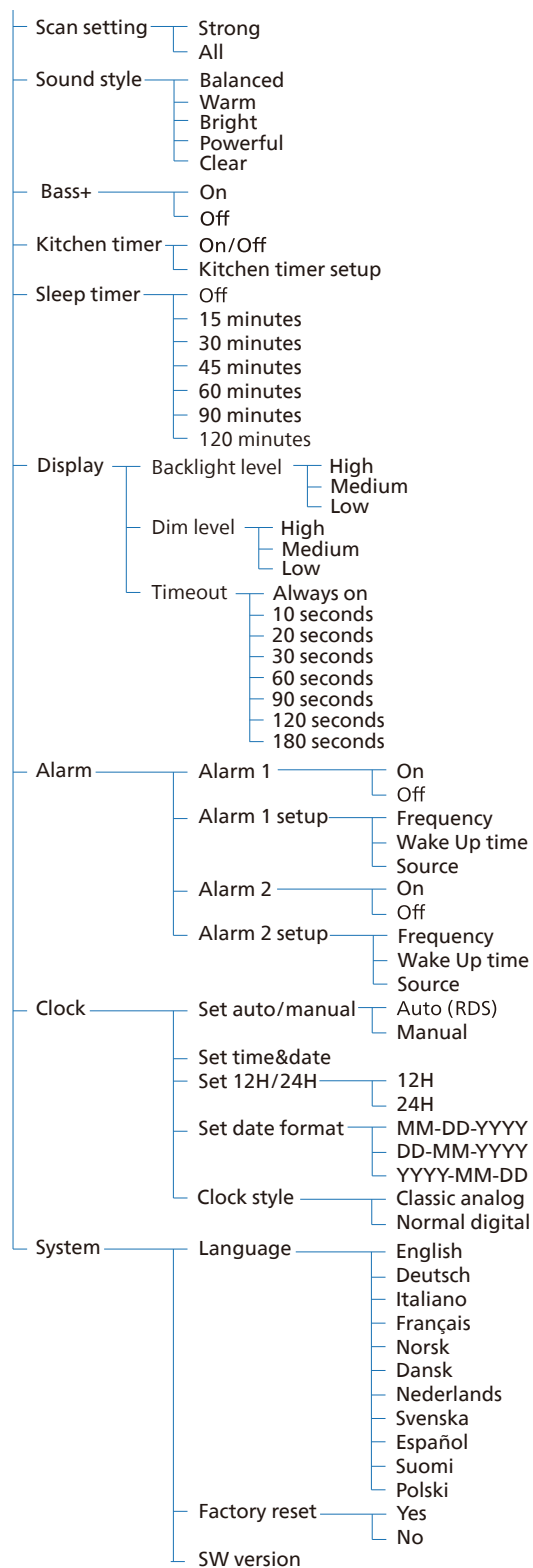 Scan setting Strong
All
Sound style Balanced
Warm
Bright
Powerful
Clear
Bass+ On
Off
Kitchen timer On/Off
Kitchen timer setup
Sleep timer Off
15 minutes
30 minutes
45 minutes
60 minutes
90 minutes
120 minutes
Display Backlight level High
Medium
Low
Dim level High
Medium
Low
Timeout Always on
10 seconds
20 seconds
30 seconds
60 seconds
90 seconds
120 seconds
180 seconds
Alarm Alarm 1 On
Off
Alarm 1 setup Frequency
Wake Up time
Source
Alarm 2 On
Off
Alarm 2 setup Frequency
Wake Up time
Source
Clock Set auto/manual Auto (RDS)
Manual
Set time&date
Set 12H/24H 12H
24H
Set date format MM-DD-YYYY
DD-MM-YYYY
YYYY-MM-DD
Clock style Classic analog
Normal digital
System Language English
Deutsch
Italiano
Français
Norsk
Dansk
Nederlands
Svenska
Español
Suomi
Polski
Factory reset Yes
No
SW version